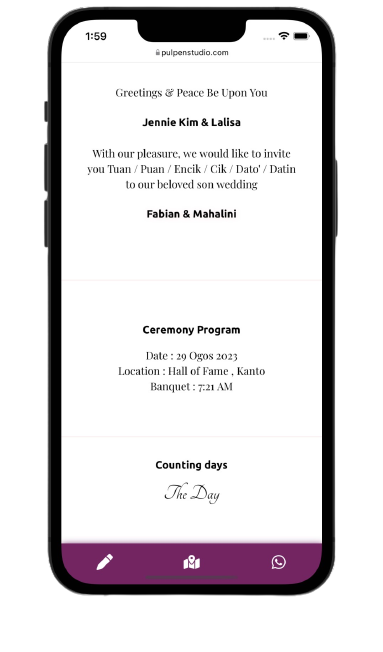 1:59
pulpenstudio.com
Greetings & Peace Be Upon You
Jennie Kim & Lalisa
With our pleasure, we would like to invite
you Tuan / Puan / Encik / Cik / Dato' / Datin
to our beloved son wedding
Fabian & Mahalini
Ceremony Program
Date : 29 Ogos 2023
Location : Hall of Fame , Kanto
Banquet : 7:21 AM
Counting days
The Day